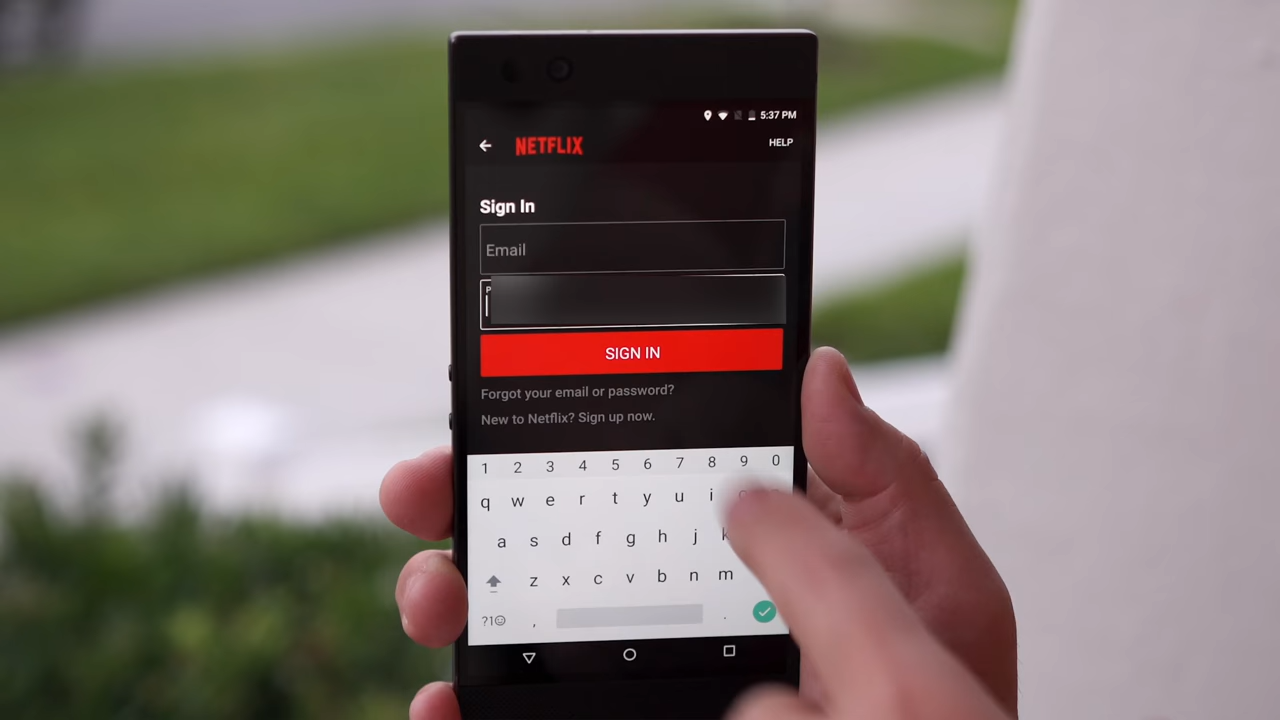 5:37 PM
NETFLIX
HELP
Sign In
Email
P
SIGN IN
Forgot your email or password?
New to Netflix? Sign up now.
1 2 3 4 5 6 7 8 9 0
q w e r t y u i
a s d f g h j k
z x c v b n m
?1☺ , .